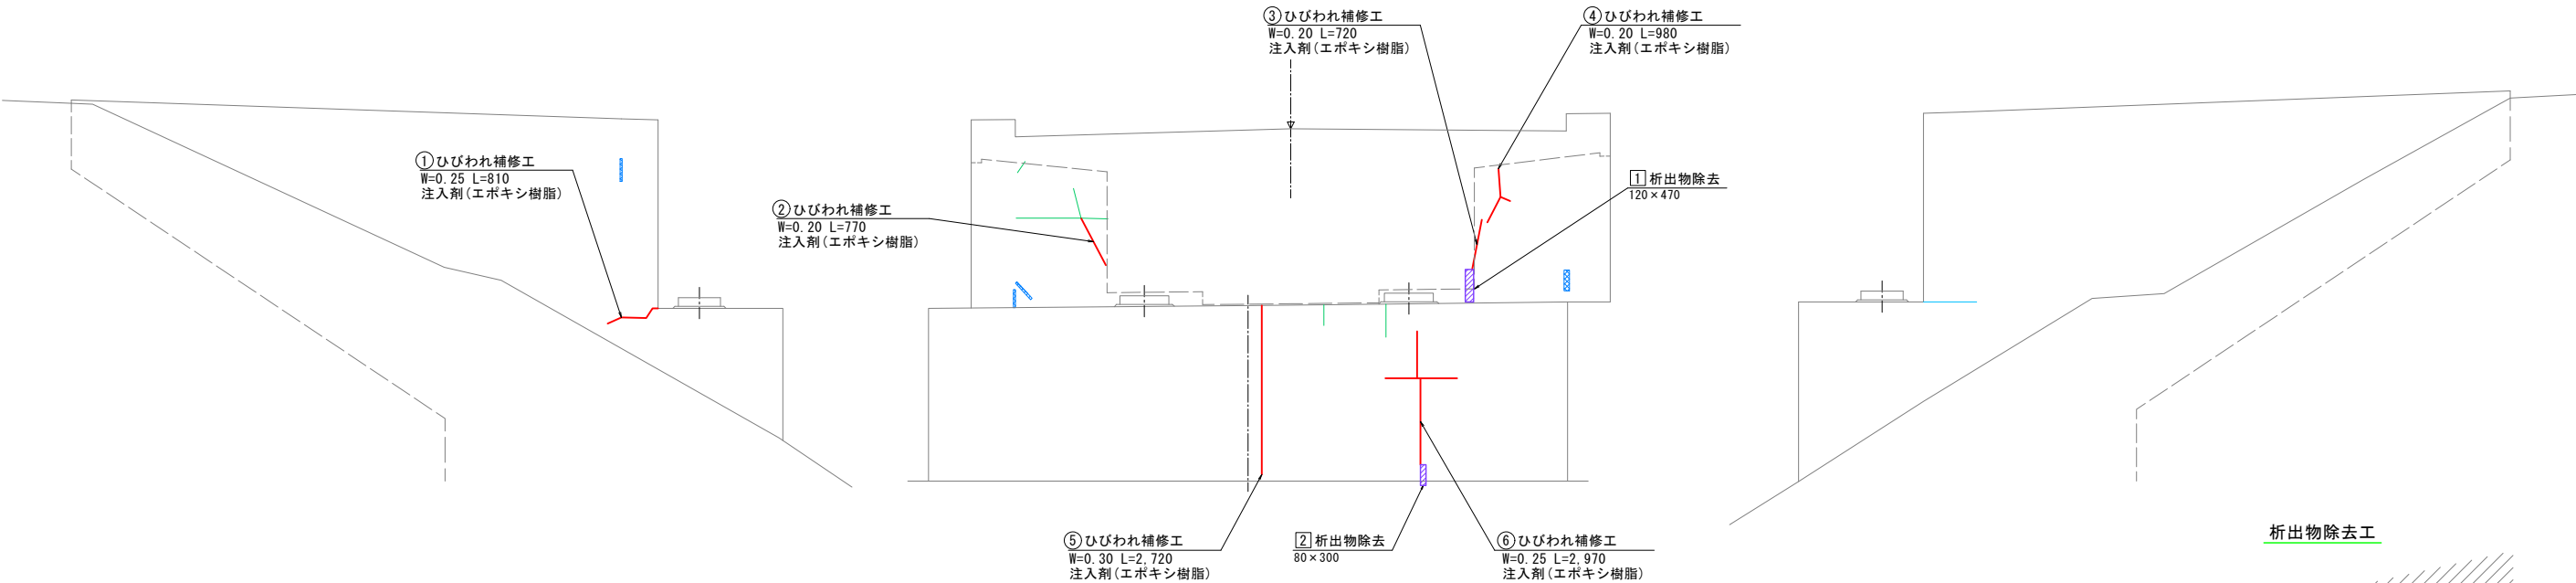 ③ひびわれ補修工
W=0.20 L=720
注入剤(エポキシ樹脂)
④ひびわれ補修工
W=0.20 L=980
注入剤(エポキシ樹脂)
①ひびわれ補修工
W=0.25 L=810
注入剤(エポキシ樹脂)
②ひびわれ補修工
W=0.20 L=770
注入剤(エポキシ樹脂)
1 析出物除去
120×470
⑤ひびわれ補修工
W=0.30 L=2,720
注入剤(エポキシ樹脂)
2 析出物除去
80×300
⑥ひびわれ補修工
W=0.25 L=2,970
注入剤(エポキシ樹脂)
析出物除去工